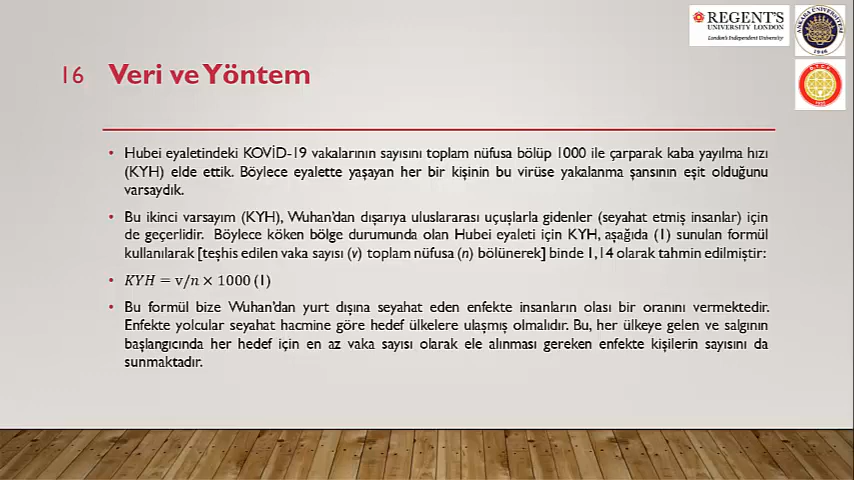 REGENT'S
UNIVERSITY LONDON
London's Independent University
ANKARA ÜNİVERSİTESİ
1946
16 Veri ve Yöntem
• Hubei eyaletindeki KOVİD-19 vakalarının sayısını toplam nüfusa bölüp 1000 ile çarparak kaba yayılma hızı
(KYH) elde ettik. Böylece eyalette yaşayan her bir kişinin bu virüse yakalanma şansının eşit olduğunu
varsaydık.
• Bu ikinci varsayım (KYH), Wuhan'dan dışarıya uluslararası uçuşlarla gidenler (seyahat etmiş insanlar) için
de geçerlidir. Böylece köken bölge durumunda olan Hubei eyaleti için KYH, aşağıda (1) sunulan formül
kullanılarak [teşhis edilen vaka sayısı (v) toplam nüfusa (n) bölünerek] binde 1,14 olarak tahmin edilmiştir:
• KYH = v/n × 1000 (1)
• Bu formül bize Wuhan'dan yurt dışına seyahat eden enfekte insanların olası bir oranını vermektedir.
Enfekte yolcular seyahat hacmine göre hedef ülkelere ulaşmış olmalıdır. Bu, her ülkeye gelen ve salgının
başlangıcında her hedef için en az vaka sayısı olarak ele alınması gereken enfekte kişilerin sayısını da
sunmaktadır.